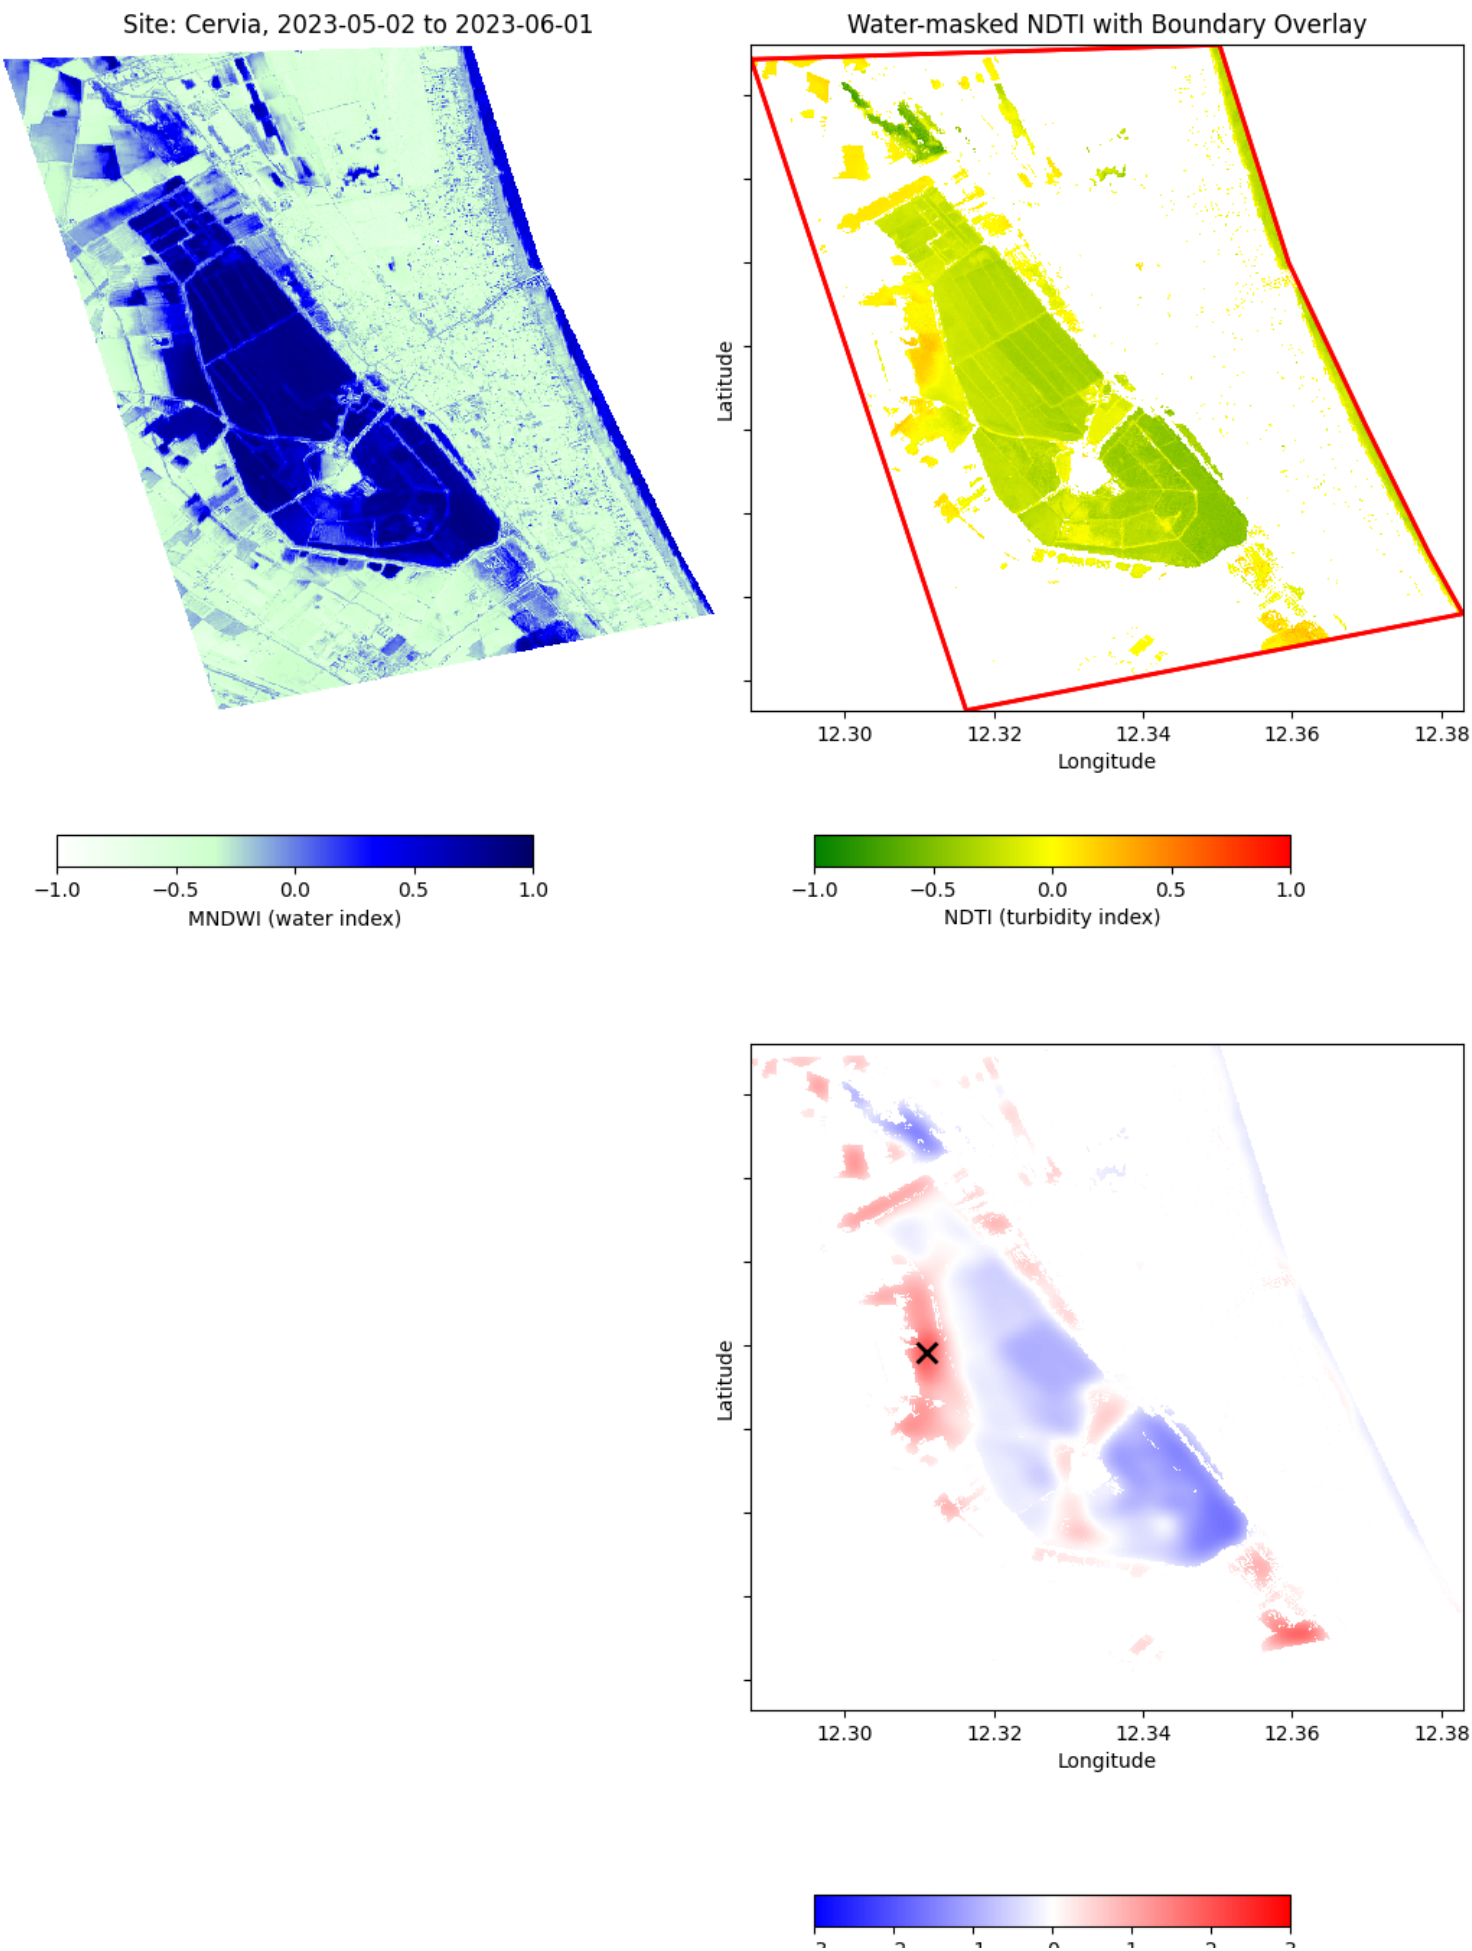 Site: Cervia, 2023-05-02 to 2023-06-01
Water-masked NDTI with Boundary Overlay
Latitude
12.30 12.32 12.34 12.36 12.38
Longitude
−1.0 −0.5 0.0 0.5 1.0
MNDWI (water index)
−1.0 −0.5 0.0 0.5 1.0
NDTI (turbidity index)
Latitude
12.30 12.32 12.34 12.36 12.38
Longitude